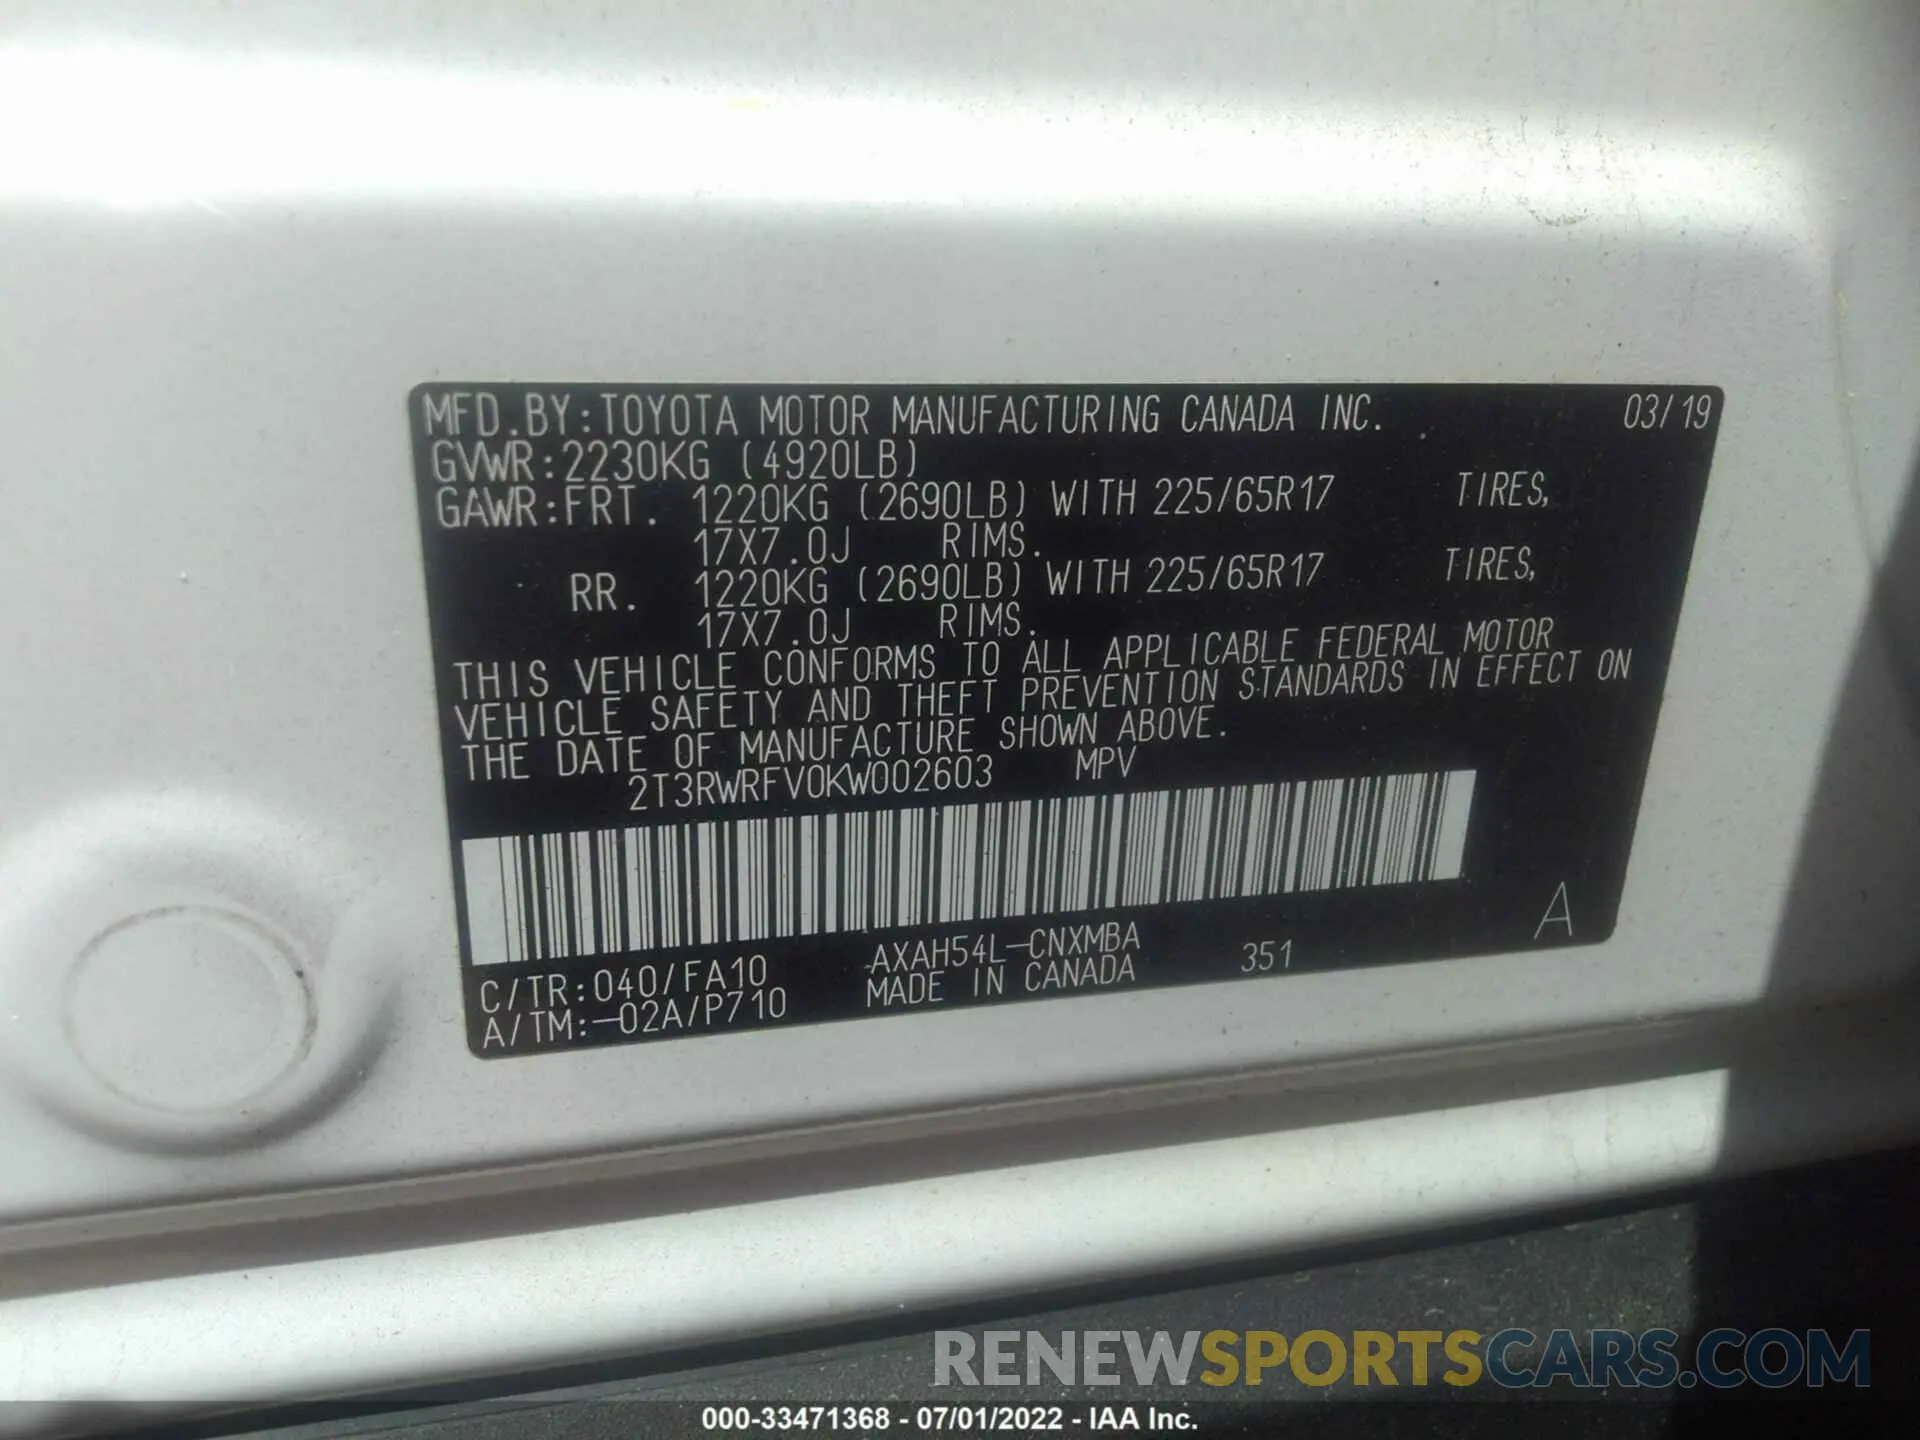 MFD.BY:TOYOTA MOTOR MANUFACTURING CANADA INC. 03/19
GVWR:2230KG (4920LB)
GAWR:FRT. 1220KG (2690LB) WITH 225/65R17 TIRES,
17X7.0J RIMS.
RR. 1220KG (2690LB) WITH 225/65R17 TIRES,
17X7.0J RIMS.
THIS VEHICLE CONFORMS TO ALL APPLICABLE FEDERAL MOTOR
VEHICLE SAFETY AND THEFT PREVENTION STANDARDS IN EFFECT ON
THE DATE OF MANUFACTURE SHOWN ABOVE.
2T3RWRFV0KW002603 MPV
A
C/TR:040/FA10 AXAH54L-CNXMBA 351
A/TM:-02A/P710 MADE IN CANADA
RENEWSPORTSCARS.COM
000-33471368 - 07/01/2022 - IAA Inc.